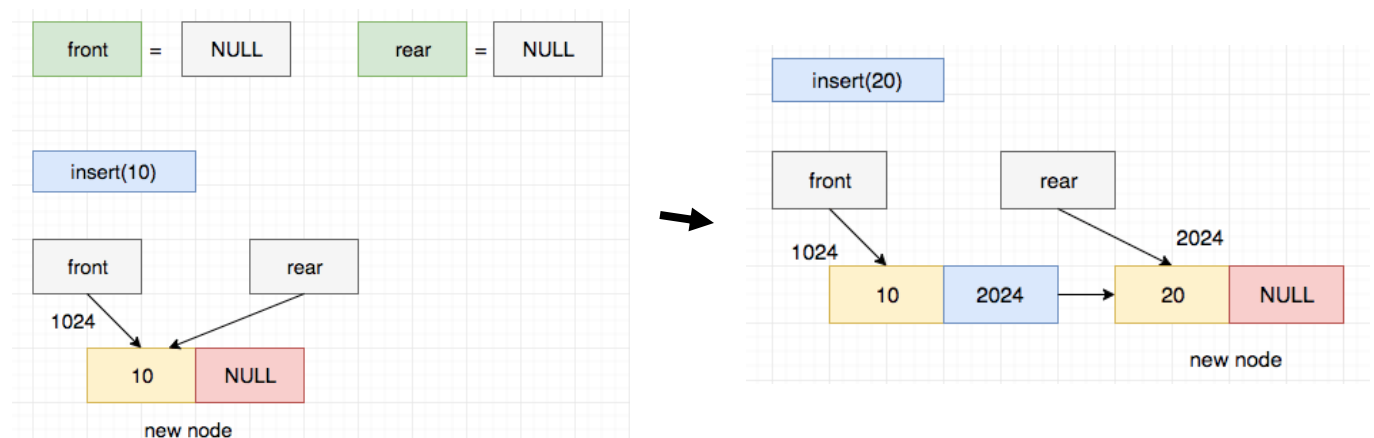 front = NULL rear = NULL
insert(10)
front rear
1024
10 NULL
new node
insert(20)
front rear
2024
1024
10 2024 20 NULL
new node